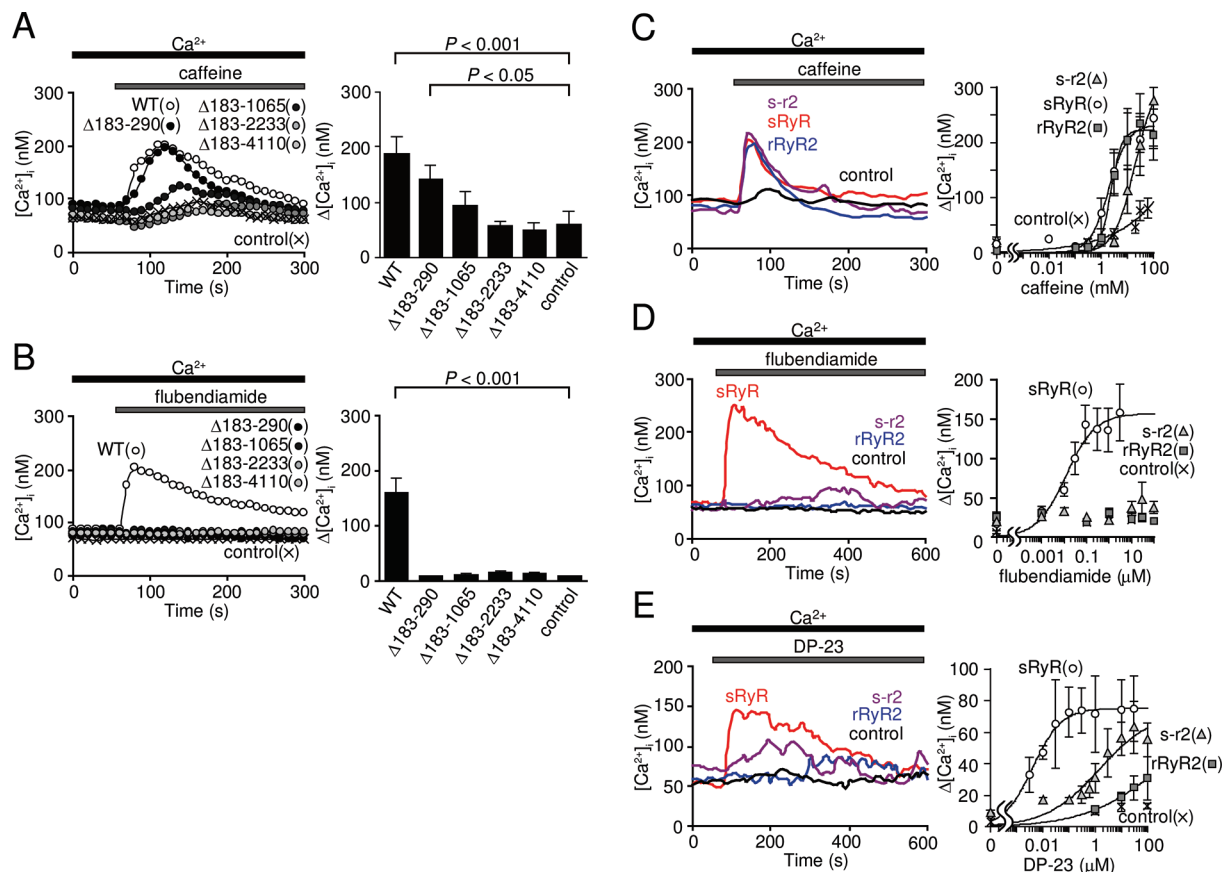 A
Ca²⁺
caffeine
WT(○)
Δ183-290(●)
Δ183-1065(●)
Δ183-2233(●)
Δ183-4110(●)
control(×)
[Ca²⁺]ᵢ (nM)
300
200
100
0
0 100 200 300
Time (s)
P < 0.001
P < 0.05
Δ[Ca²⁺]ᵢ (nM)
300
200
100
0
WT
Δ183-290
Δ183-1065
Δ183-2233
Δ183-4110
control
B
Ca²⁺
flubendiamide
WT(○)
Δ183-290(●)
Δ183-1065(●)
Δ183-2233(●)
Δ183-4110(●)
control(×)
[Ca²⁺]ᵢ (nM)
300
200
100
0
0 100 200 300
Time (s)
P < 0.001
Δ[Ca²⁺]ᵢ (nM)
300
200
100
0
WT
Δ183-290
Δ183-1065
Δ183-2233
Δ183-4110
control
C
Ca²⁺
caffeine
s-r2
sRyR
rRyR2
control
[Ca²⁺]ᵢ (nM)
300
200
100
0
0 100 200 300
Time (s)
s-r2(△)
sRyR(○)
rRyR2(■)
control(×)
Δ[Ca²⁺]ᵢ (nM)
300
200
100
0
0 0.01 1 100
caffeine (mM)
D
Ca²⁺
flubendiamide
sRyR
s-r2
rRyR2
control
[Ca²⁺]ᵢ (nM)
300
200
100
0
0 200 400 600
Time (s)
sRyR(○)
s-r2(△)
rRyR2(■)
control(×)
Δ[Ca²⁺]ᵢ (nM)
200
150
100
50
0
0 0.001 0.1 10
flubendiamide (μM)
E
Ca²⁺
DP-23
sRyR
s-r2
rRyR2
control
[Ca²⁺]ᵢ (nM)
200
150
100
50
0
0 200 400 600
Time (s)
sRyR(○)
s-r2(△)
rRyR2(■)
control(×)
Δ[Ca²⁺]ᵢ (nM)
100
80
60
40
20
0
0 0.01 1 100
DP-23 (μM)